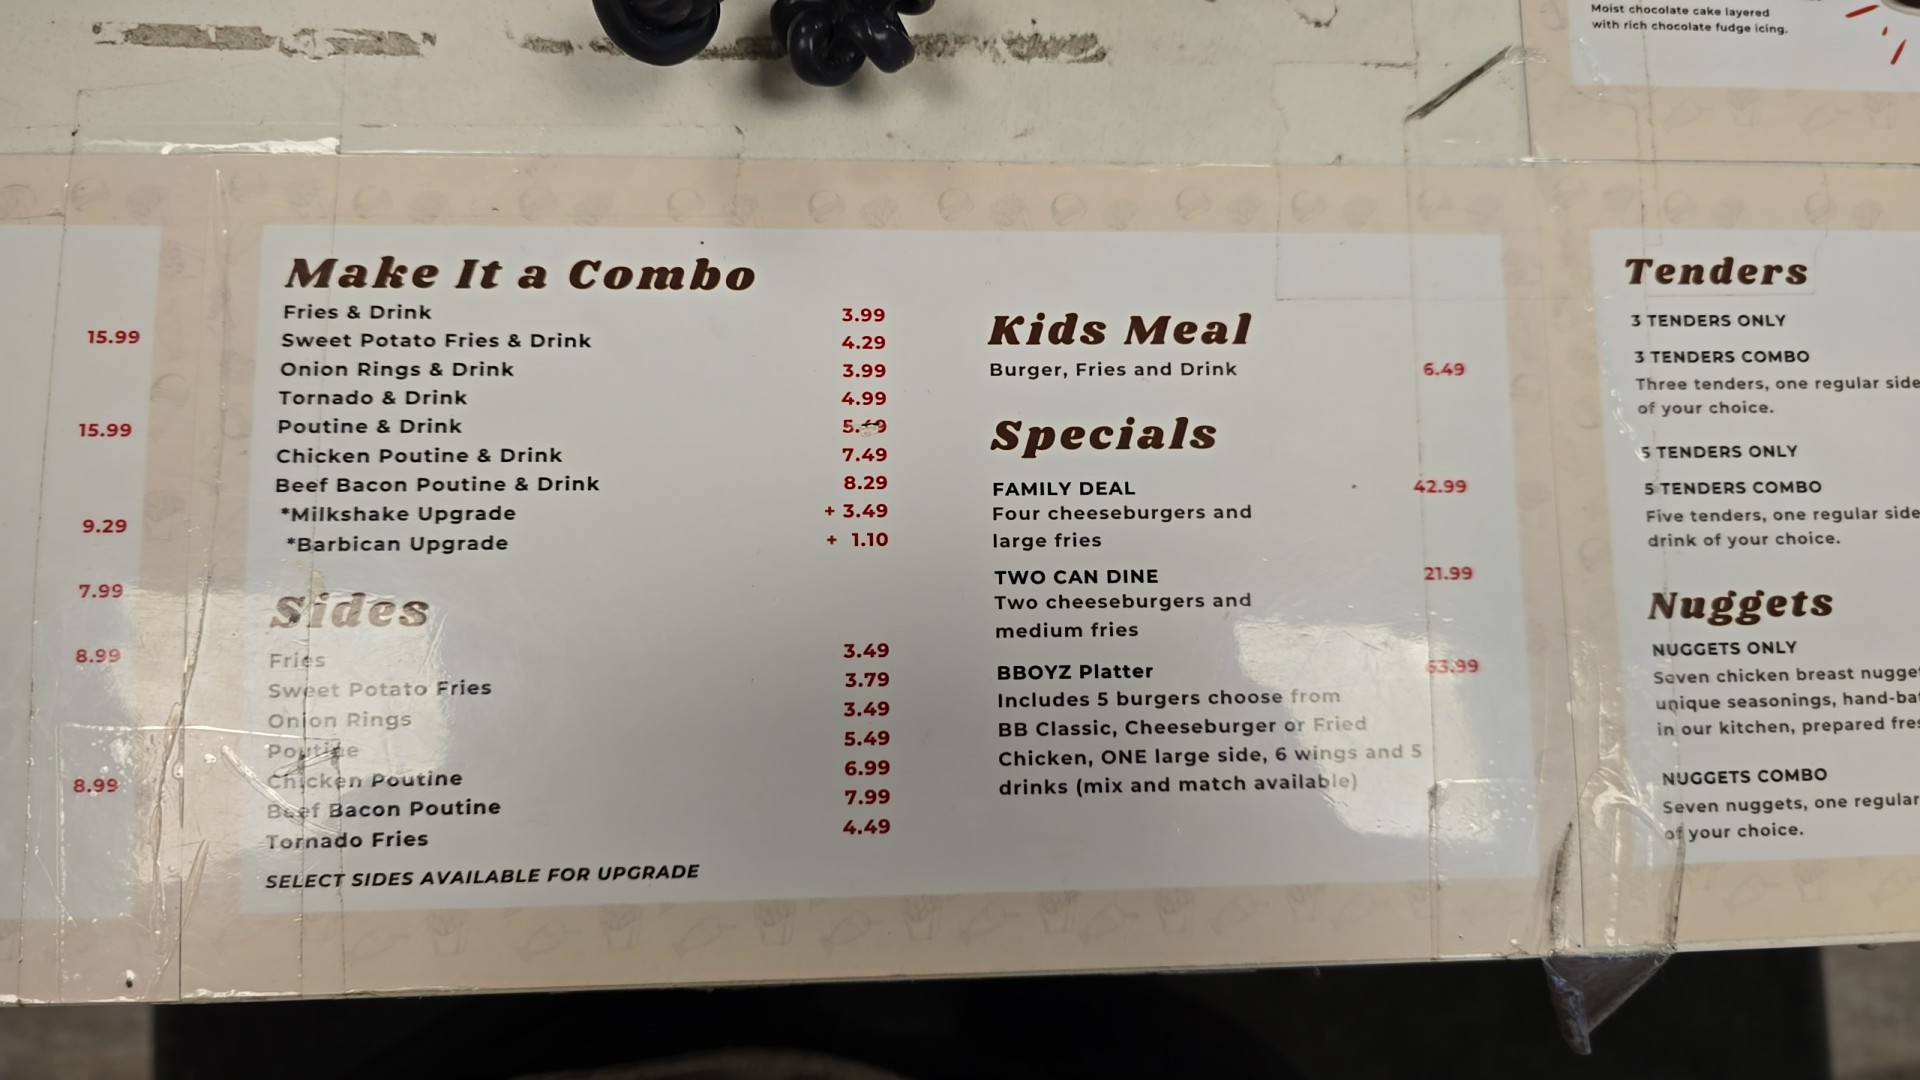 Moist chocolate cake layered
with rich chocolate fudge icing.
15.99
15.99
9.29
7.99
8.99
8.99
Make It a Combo
Fries & Drink 3.99
Sweet Potato Fries & Drink 4.29
Onion Rings & Drink 3.99
Tornado & Drink 4.99
Poutine & Drink
Chicken Poutine & Drink 7.49
Beef Bacon Poutine & Drink 8.29
*Milkshake Upgrade + 3.49
*Barbican Upgrade + 1.10
Sides
Fries 3.49
Sweet Potato Fries 3.79
Onion Rings 3.49
Poutine 5.49
Chicken Poutine 6.99
Beef Bacon Poutine 7.99
Tornado Fries 4.49
SELECT SIDES AVAILABLE FOR UPGRADE
Kids Meal
Burger, Fries and Drink 6.49
Specials
FAMILY DEAL 42.99
Four cheeseburgers and
large fries
TWO CAN DINE 21.99
Two cheeseburgers and
medium fries
BBOYZ Platter 63.99
Includes 5 burgers choose from
BB Classic, Cheeseburger or Fried
Chicken, ONE large side, 6 wings and 5
drinks (mix and match available)
Tenders
3 TENDERS ONLY
3 TENDERS COMBO
Three tenders, one regular side
of your choice.
5 TENDERS ONLY
5 TENDERS COMBO
Five tenders, one regular side
drink of your choice.
Nuggets
NUGGETS ONLY
Seven chicken breast nugge
unique seasonings, hand-ba
in our kitchen, prepared fres
NUGGETS COMBO
Seven nuggets, one regular
of your choice.